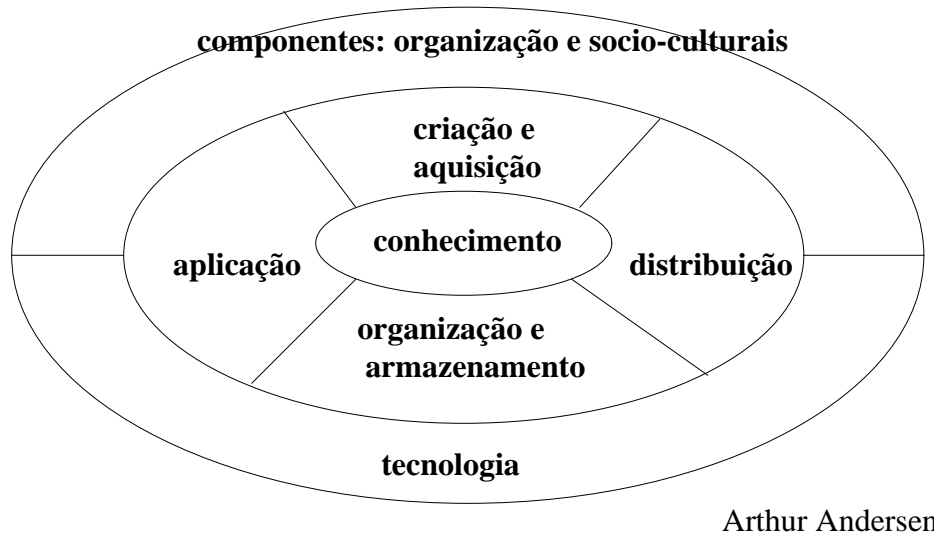 componentes: organização e socio-culturais
criação e
aquisição
conhecimento
aplicação
distribuição
organização e
armazenamento
tecnologia
Arthur Andersen